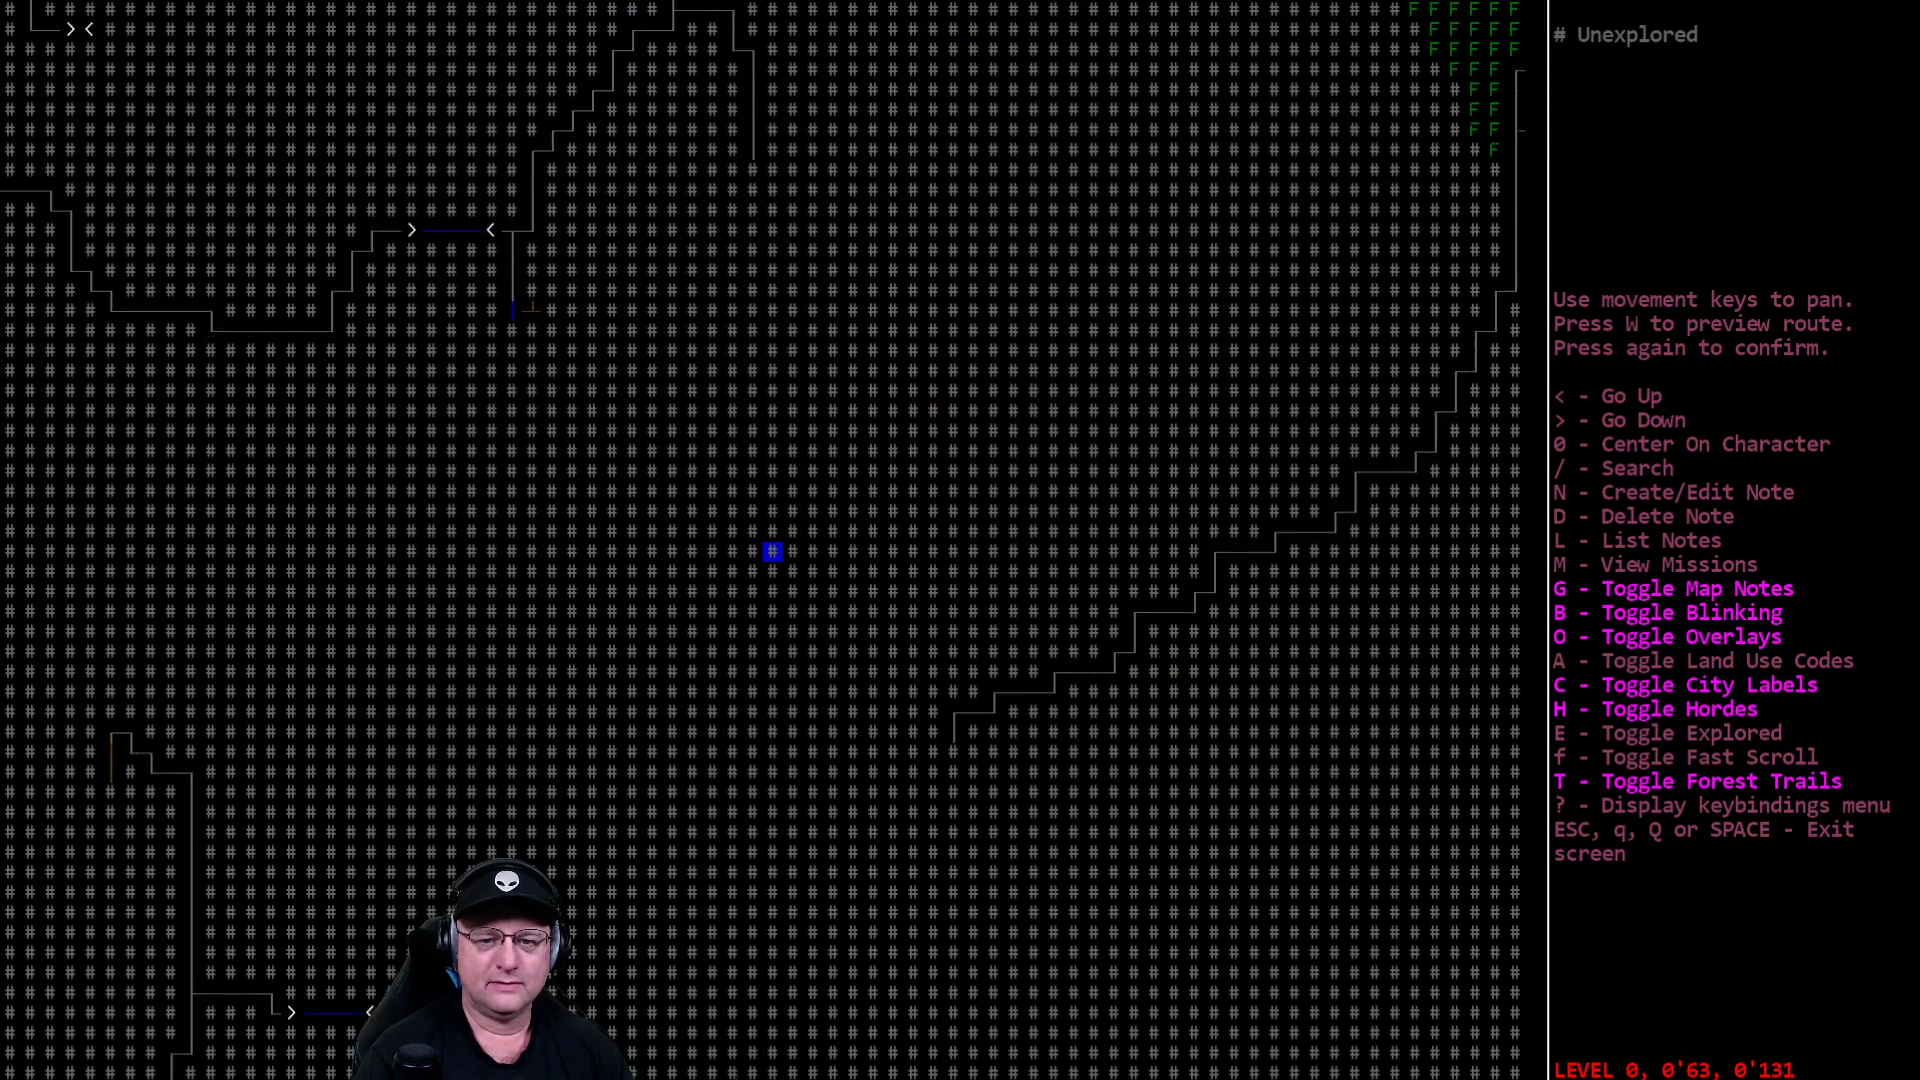 # Unexplored
Use movement keys to pan.
Press W to preview route.
Press again to confirm.
< - Go Up
> - Go Down
0 - Center On Character
/ - Search
N - Create/Edit Note
D - Delete Note
L - List Notes
M - View Missions
G - Toggle Map Notes
B - Toggle Blinking
O - Toggle Overlays
A - Toggle Land Use Codes
C - Toggle City Labels
H - Toggle Hordes
E - Toggle Explored
f - Toggle Fast Scroll
T - Toggle Forest Trails
? - Display keybindings menu
ESC, q, Q or SPACE - Exit
screen
LEVEL 0, 0'63, 0'131